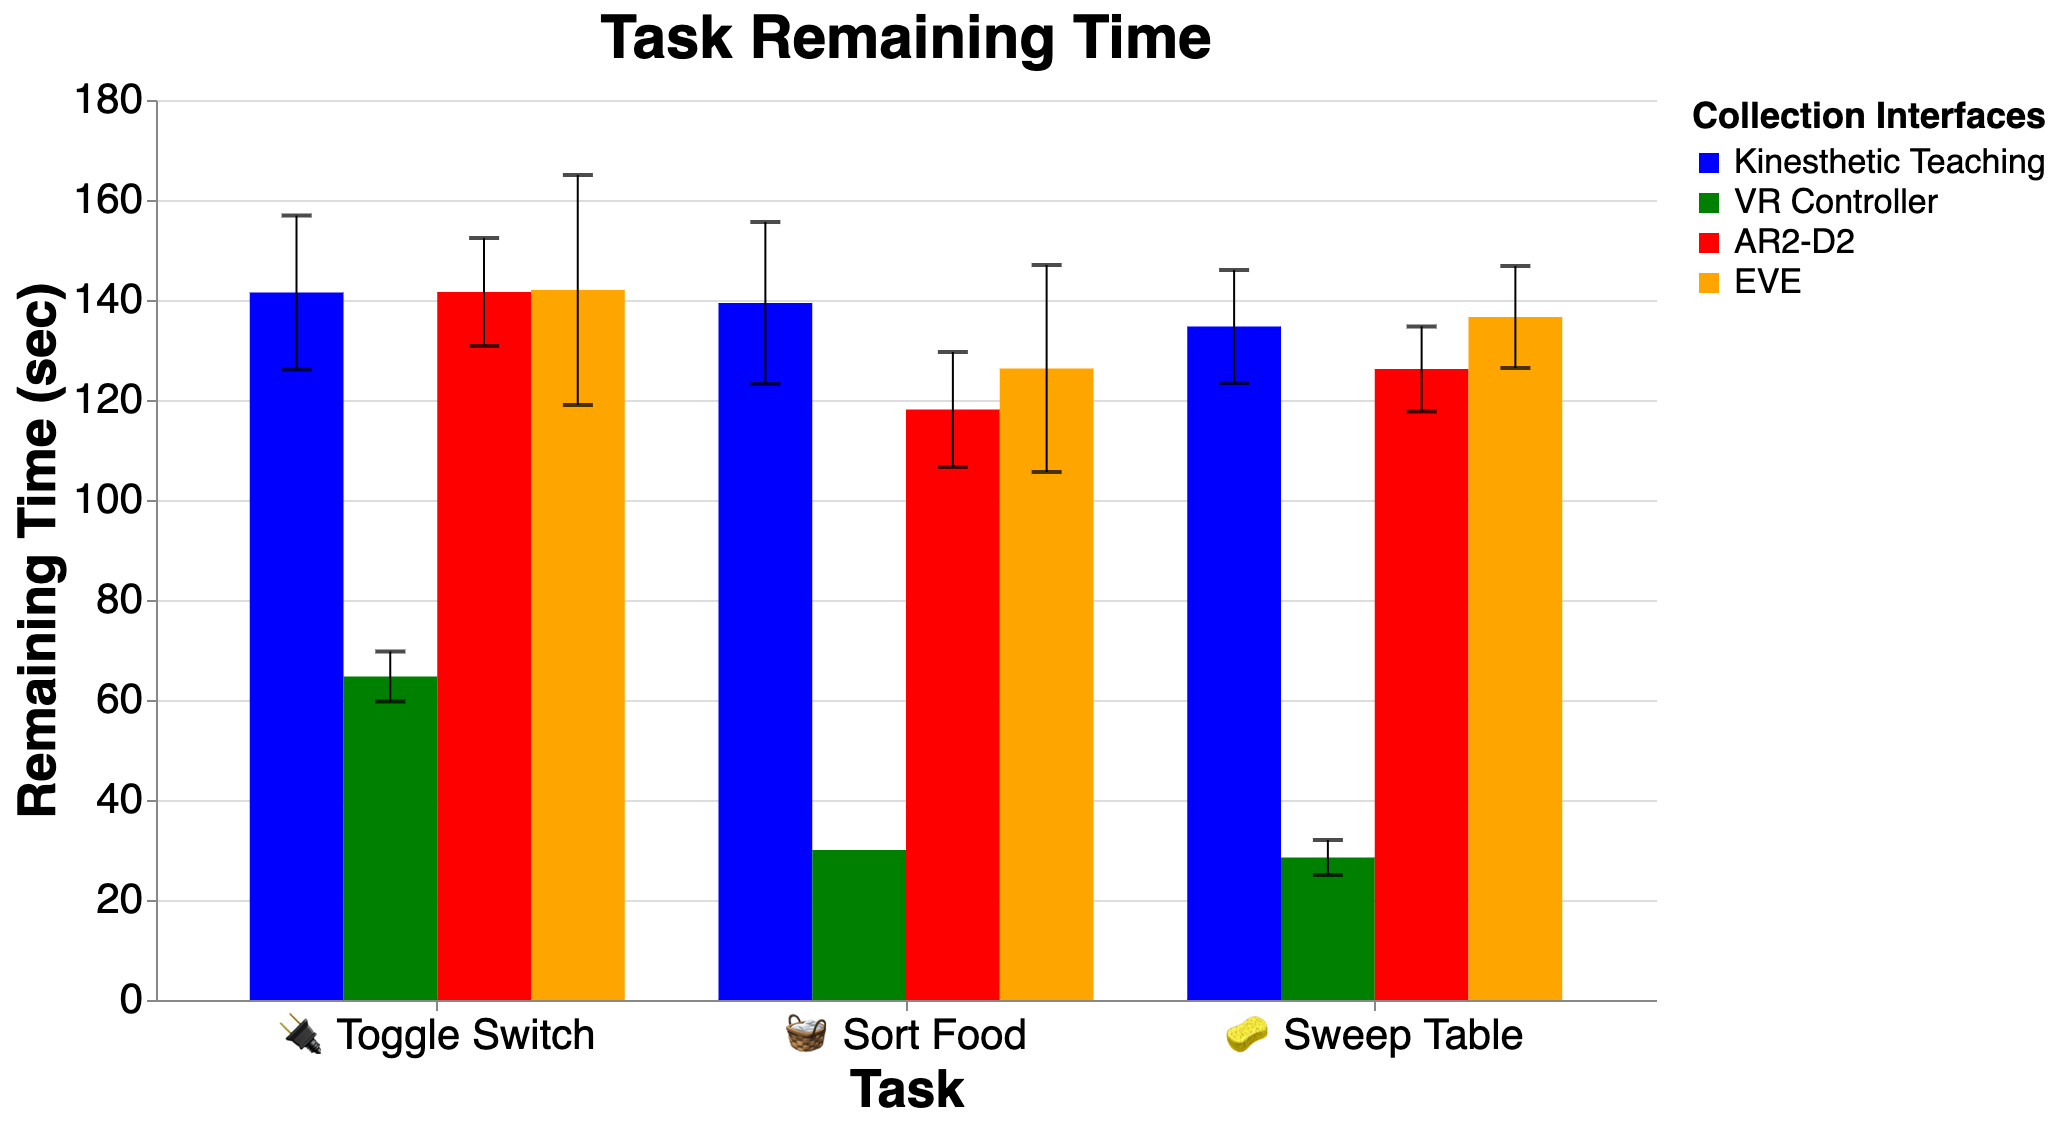 Task Remaining Time
Remaining Time (sec)
180
160
140
120
100
80
60
40
20
0
Toggle Switch
Sort Food
Sweep Table
Task
Collection Interfaces
Kinesthetic Teaching
VR Controller
AR2-D2
EVE